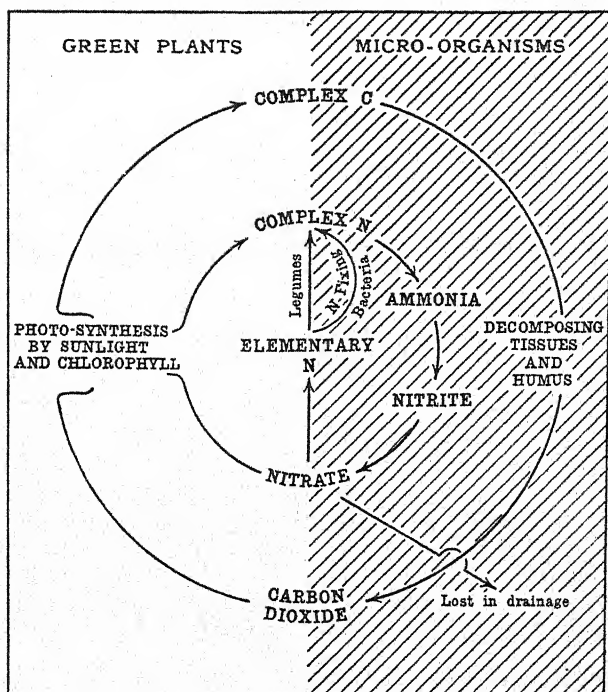 GREEN PLANTS
MICRO-ORGANISMS
COMPLEX C
COMPLEX N
Legumes
N-Fixing
Bacteria
AMMONIA
PHOTO-SYNTHESIS
BY SUNLIGHT
AND CHLOROPHYLL
ELEMENTARY
N
DECOMPOSING
TISSUES
AND
HUMUS
NITRITE
NITRATE
CARBON
DIOXIDE
Lost in drainage